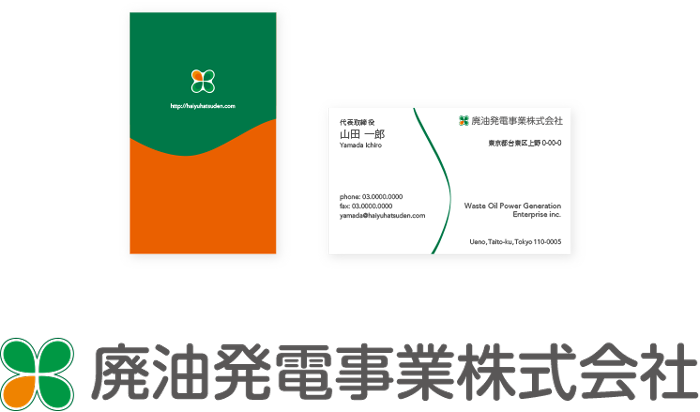 http://haiyuhatsuden.com
代表取締役
山田 一郎
Yamada Ichiro
phone: 03.0000.0000
fax: 03.0000.0000
yamada@haiyuhatsuden.com
廃油発電事業株式会社
東京都台東区上野 0-00-0
Waste Oil Power Generation
Enterprise inc.
Ueno, Taito-ku, Tokyo 110-0005
廃油発電事業株式会社